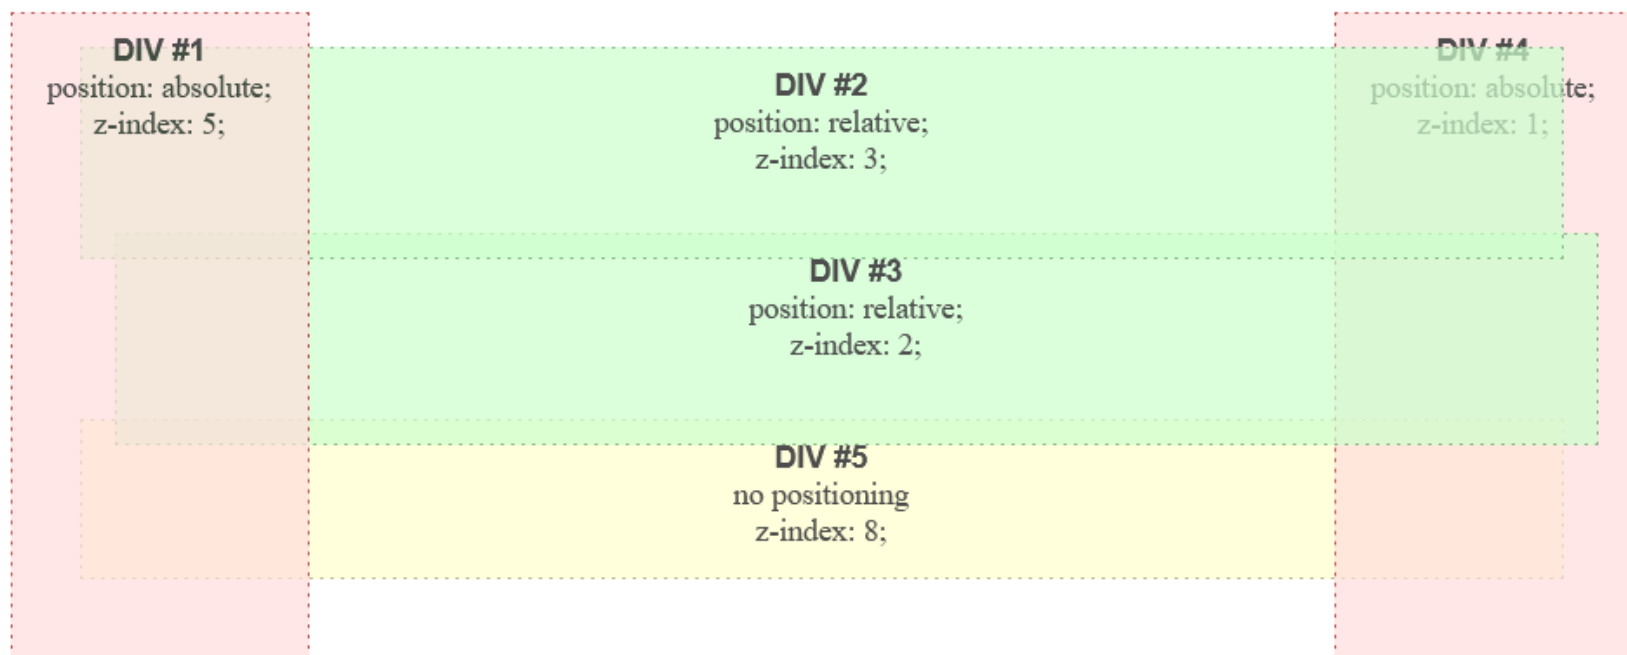 DIV #1
position: absolute;
z-index: 5;
DIV #2
position: relative;
z-index: 3;
DIV #4
position: absolute;
z-index: 1;
DIV #3
position: relative;
z-index: 2;
DIV #5
no positioning
z-index: 8;